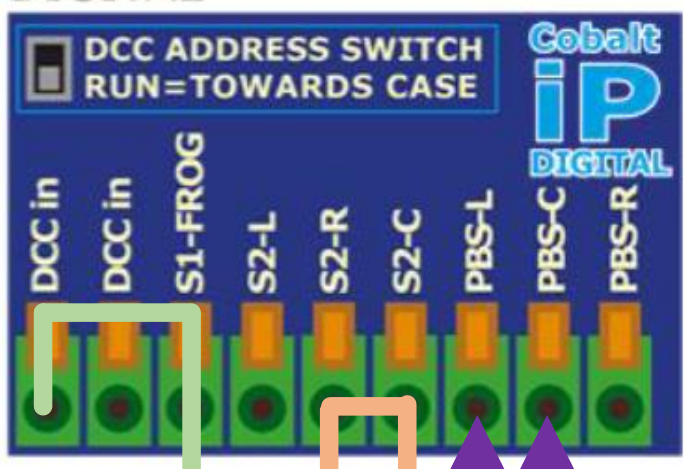 DCC ADDRESS SWITCH
RUN=TOWARDS CASE
Cobalt
iP
DIGITAL
DCC in
DCC in
S1-FROG
S2-L
S2-R
S2-C
PBS-L
PBS-C
PBS-R